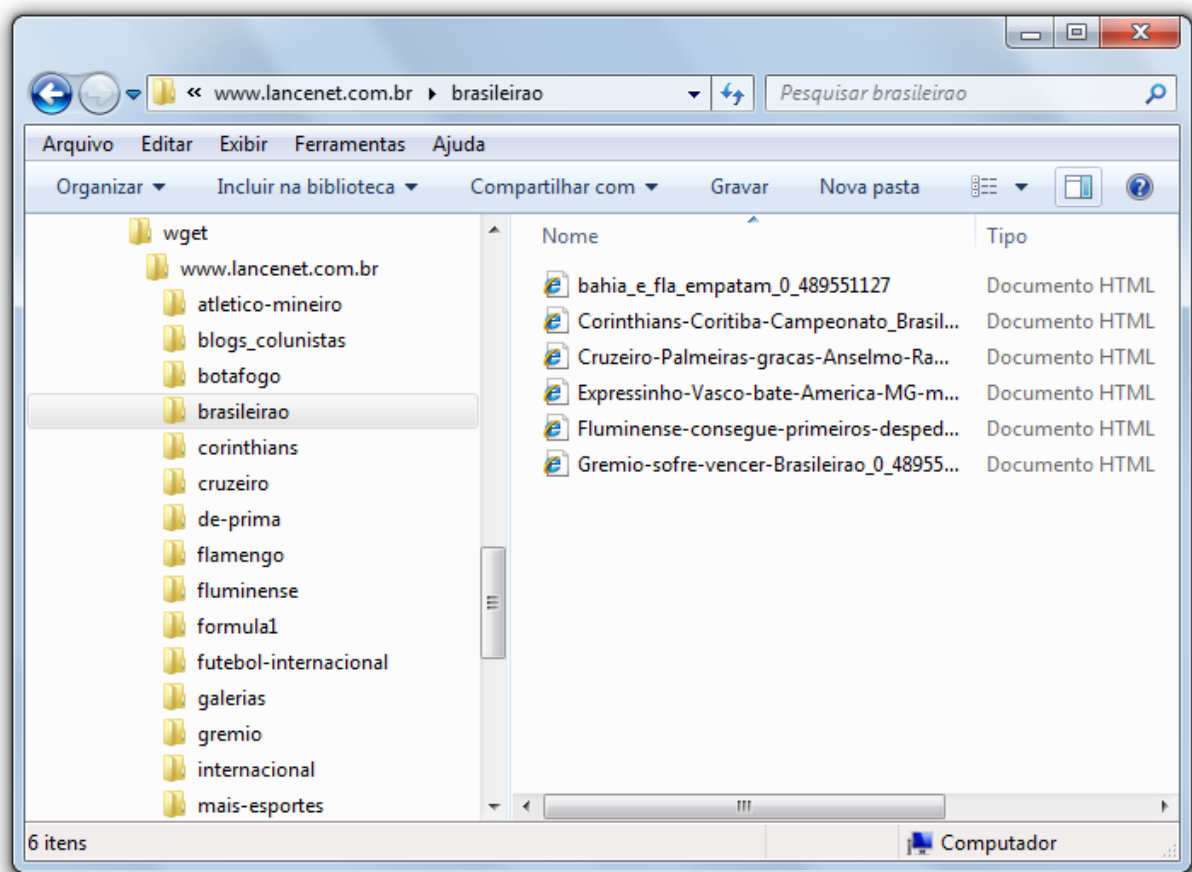 « www.lancenet.com.br ▸ brasileirao
Pesquisar brasileirao
Arquivo Editar Exibir Ferramentas Ajuda
Organizar Incluir na biblioteca Compartilhar com Gravar Nova pasta
wget
www.lancenet.com.br
atletico-mineiro
blogs_colunistas
botafogo
brasileirao
corinthians
cruzeiro
de-prima
flamengo
fluminense
formula1
futebol-internacional
galerias
gremio
internacional
mais-esportes
Nome Tipo
bahia_e_fla_empatam_0_489551127 Documento HTML
Corinthians-Coritiba-Campeonato_Brasil... Documento HTML
Cruzeiro-Palmeiras-gracas-Anselmo-Ra... Documento HTML
Expressinho-Vasco-bate-America-MG-m... Documento HTML
Fluminense-consegue-primeiros-desped... Documento HTML
Gremio-sofre-vencer-Brasileirao_0_48955... Documento HTML
6 itens
Computador